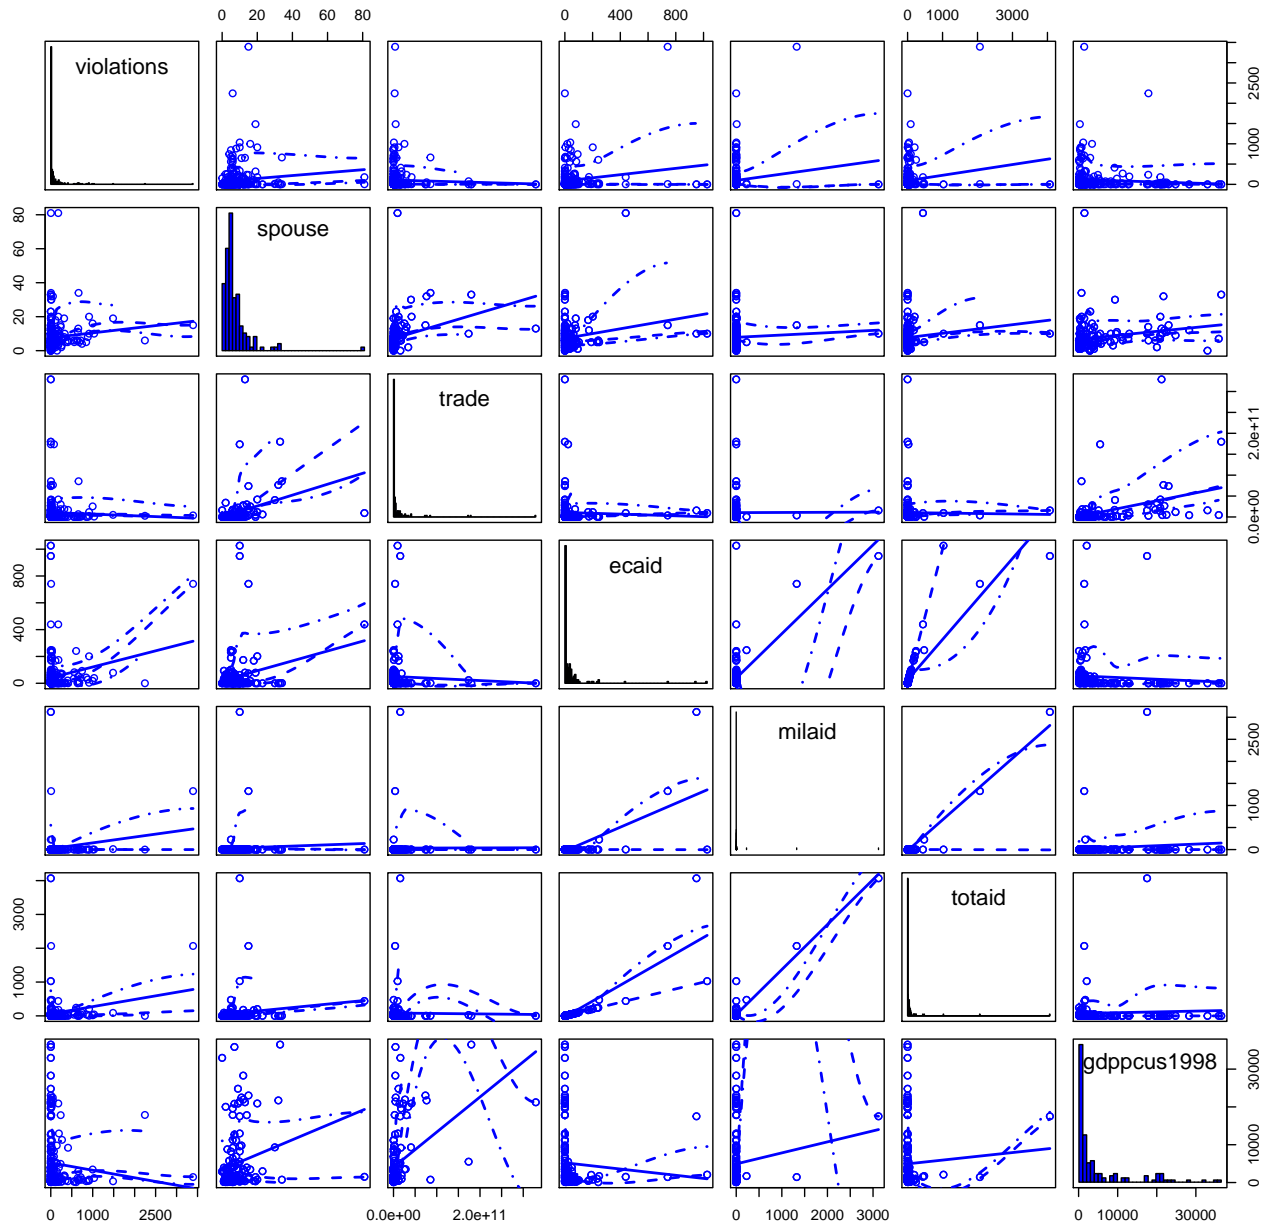 0 20 40 60 80 0 400 800 0 1000 3000
violations
0 1000 2500
spouse
0 20 40 60 80
trade
0.0e+00 2.0e+11
ecaid
0 400 800
milaid
0 1000 2500
totaid
0 1000 3000
gdppcus1998
0 10000 30000
0 1000 2500 0.0e+00 2.0e+11 0 1000 2000 3000 0 10000 30000